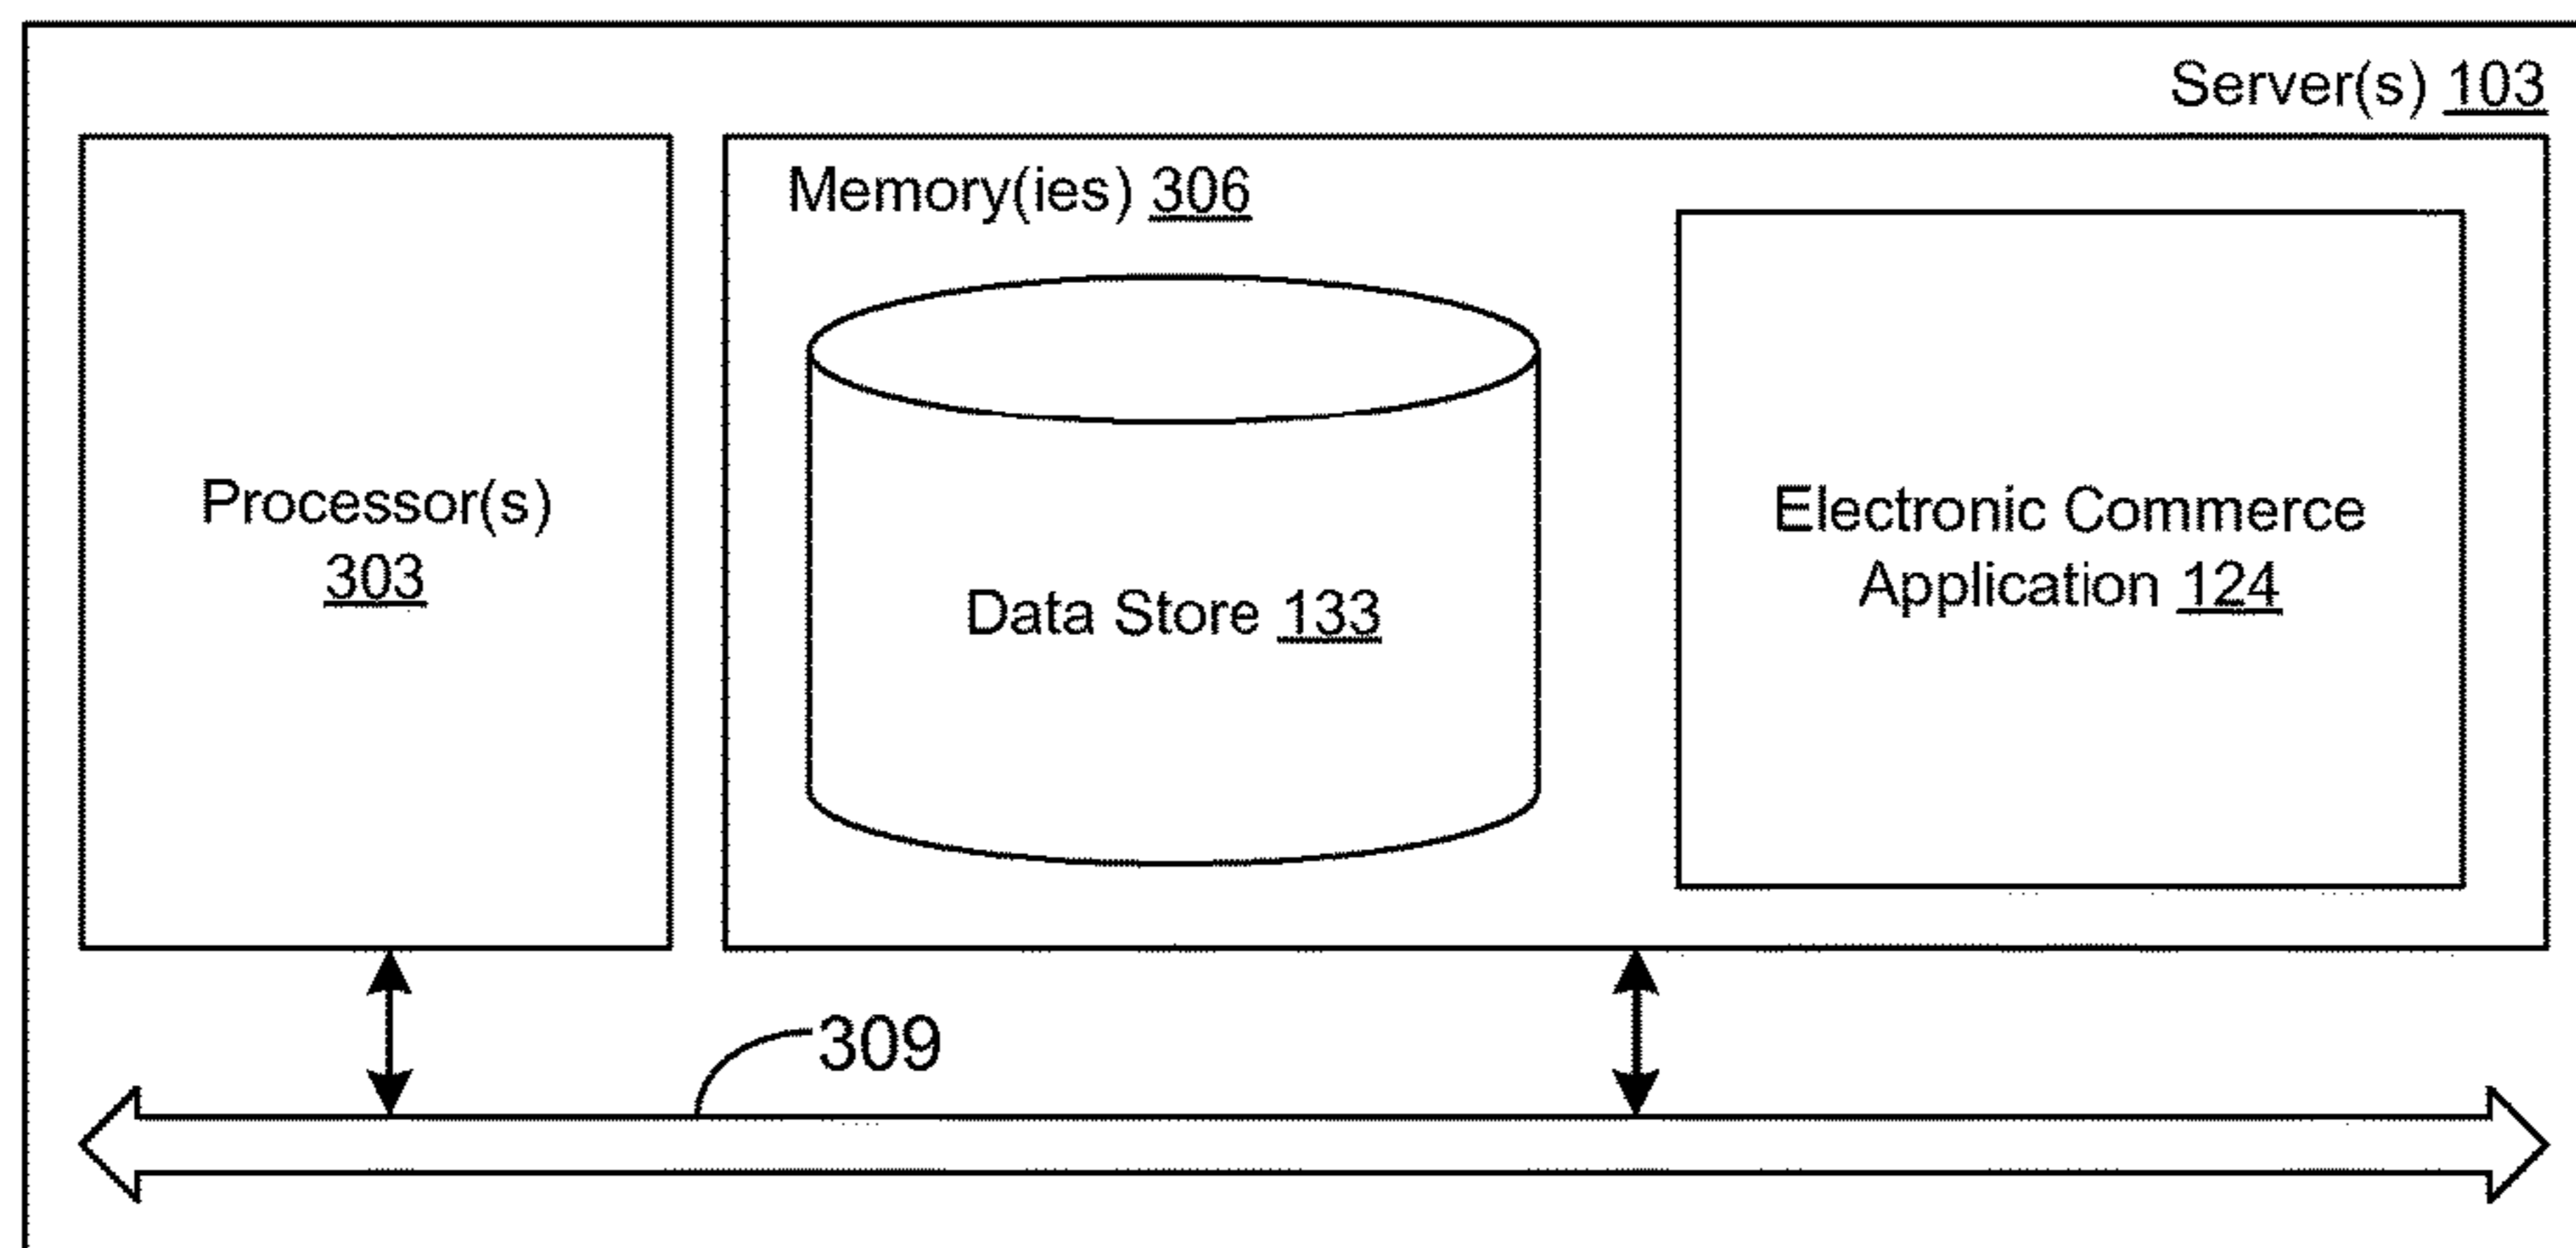 Server(s) 103
Memory(ies) 306
Processor(s)
303
Data Store 133
Electronic Commerce
Application 124
309